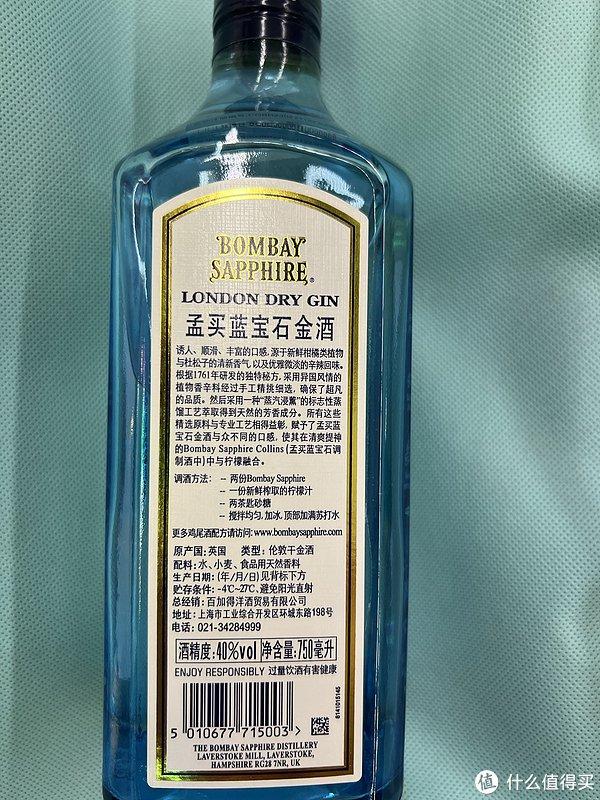 BOMBAY
SAPPHIRE®
LONDON DRY GIN
孟买蓝宝石金酒
诱人、顺滑、丰富的口感,源于新鲜柑橘类植物
与杜松子的清新香气,以及优雅微淡的辛辣回味。
根据1761年研发的独特秘方,采用异国风情的
植物香辛料经过手工精挑细选,确保了超凡
的品质。然后采用一种“蒸汽浸薰”的标志性蒸
馏工艺萃取得到天然的芳香成分。所有这些
精选原料与专业工艺相得益彰,赋予了孟买蓝
宝石金酒与众不同的口感,使其在清爽提神
的Bombay Sapphire Collins(孟买蓝宝石调
制酒中)中与柠檬融合。
调酒方法: -- 两份Bombay Sapphire
-- 一份新鲜榨取的柠檬汁
-- 两茶匙砂糖
-- 搅拌均匀,加冰,顶部加满苏打水
更多鸡尾酒配方请访问:www.bombaysapphire.com
原产国:英国 类型:伦敦干金酒
配料:水、小麦、食品用天然香料
生产日期:(年/月/日)见背标下方
贮存条件:-4℃~27℃,避免阳光直射
总经销:百加得洋酒贸易有限公司
地址:上海市工业综合开发区环城东路198号
电话:021-34284999
酒精度:40%vol 净含量:750毫升
ENJOY RESPONSIBLY 过量饮酒有害健康
5 010677 715003 >
8141015145
THE BOMBAY SAPPHIRE DISTILLERY
LAVERSTOKE MILL, LAVERSTOKE,
HAMPSHIRE RG28 7NR, UK
值 什么值得买